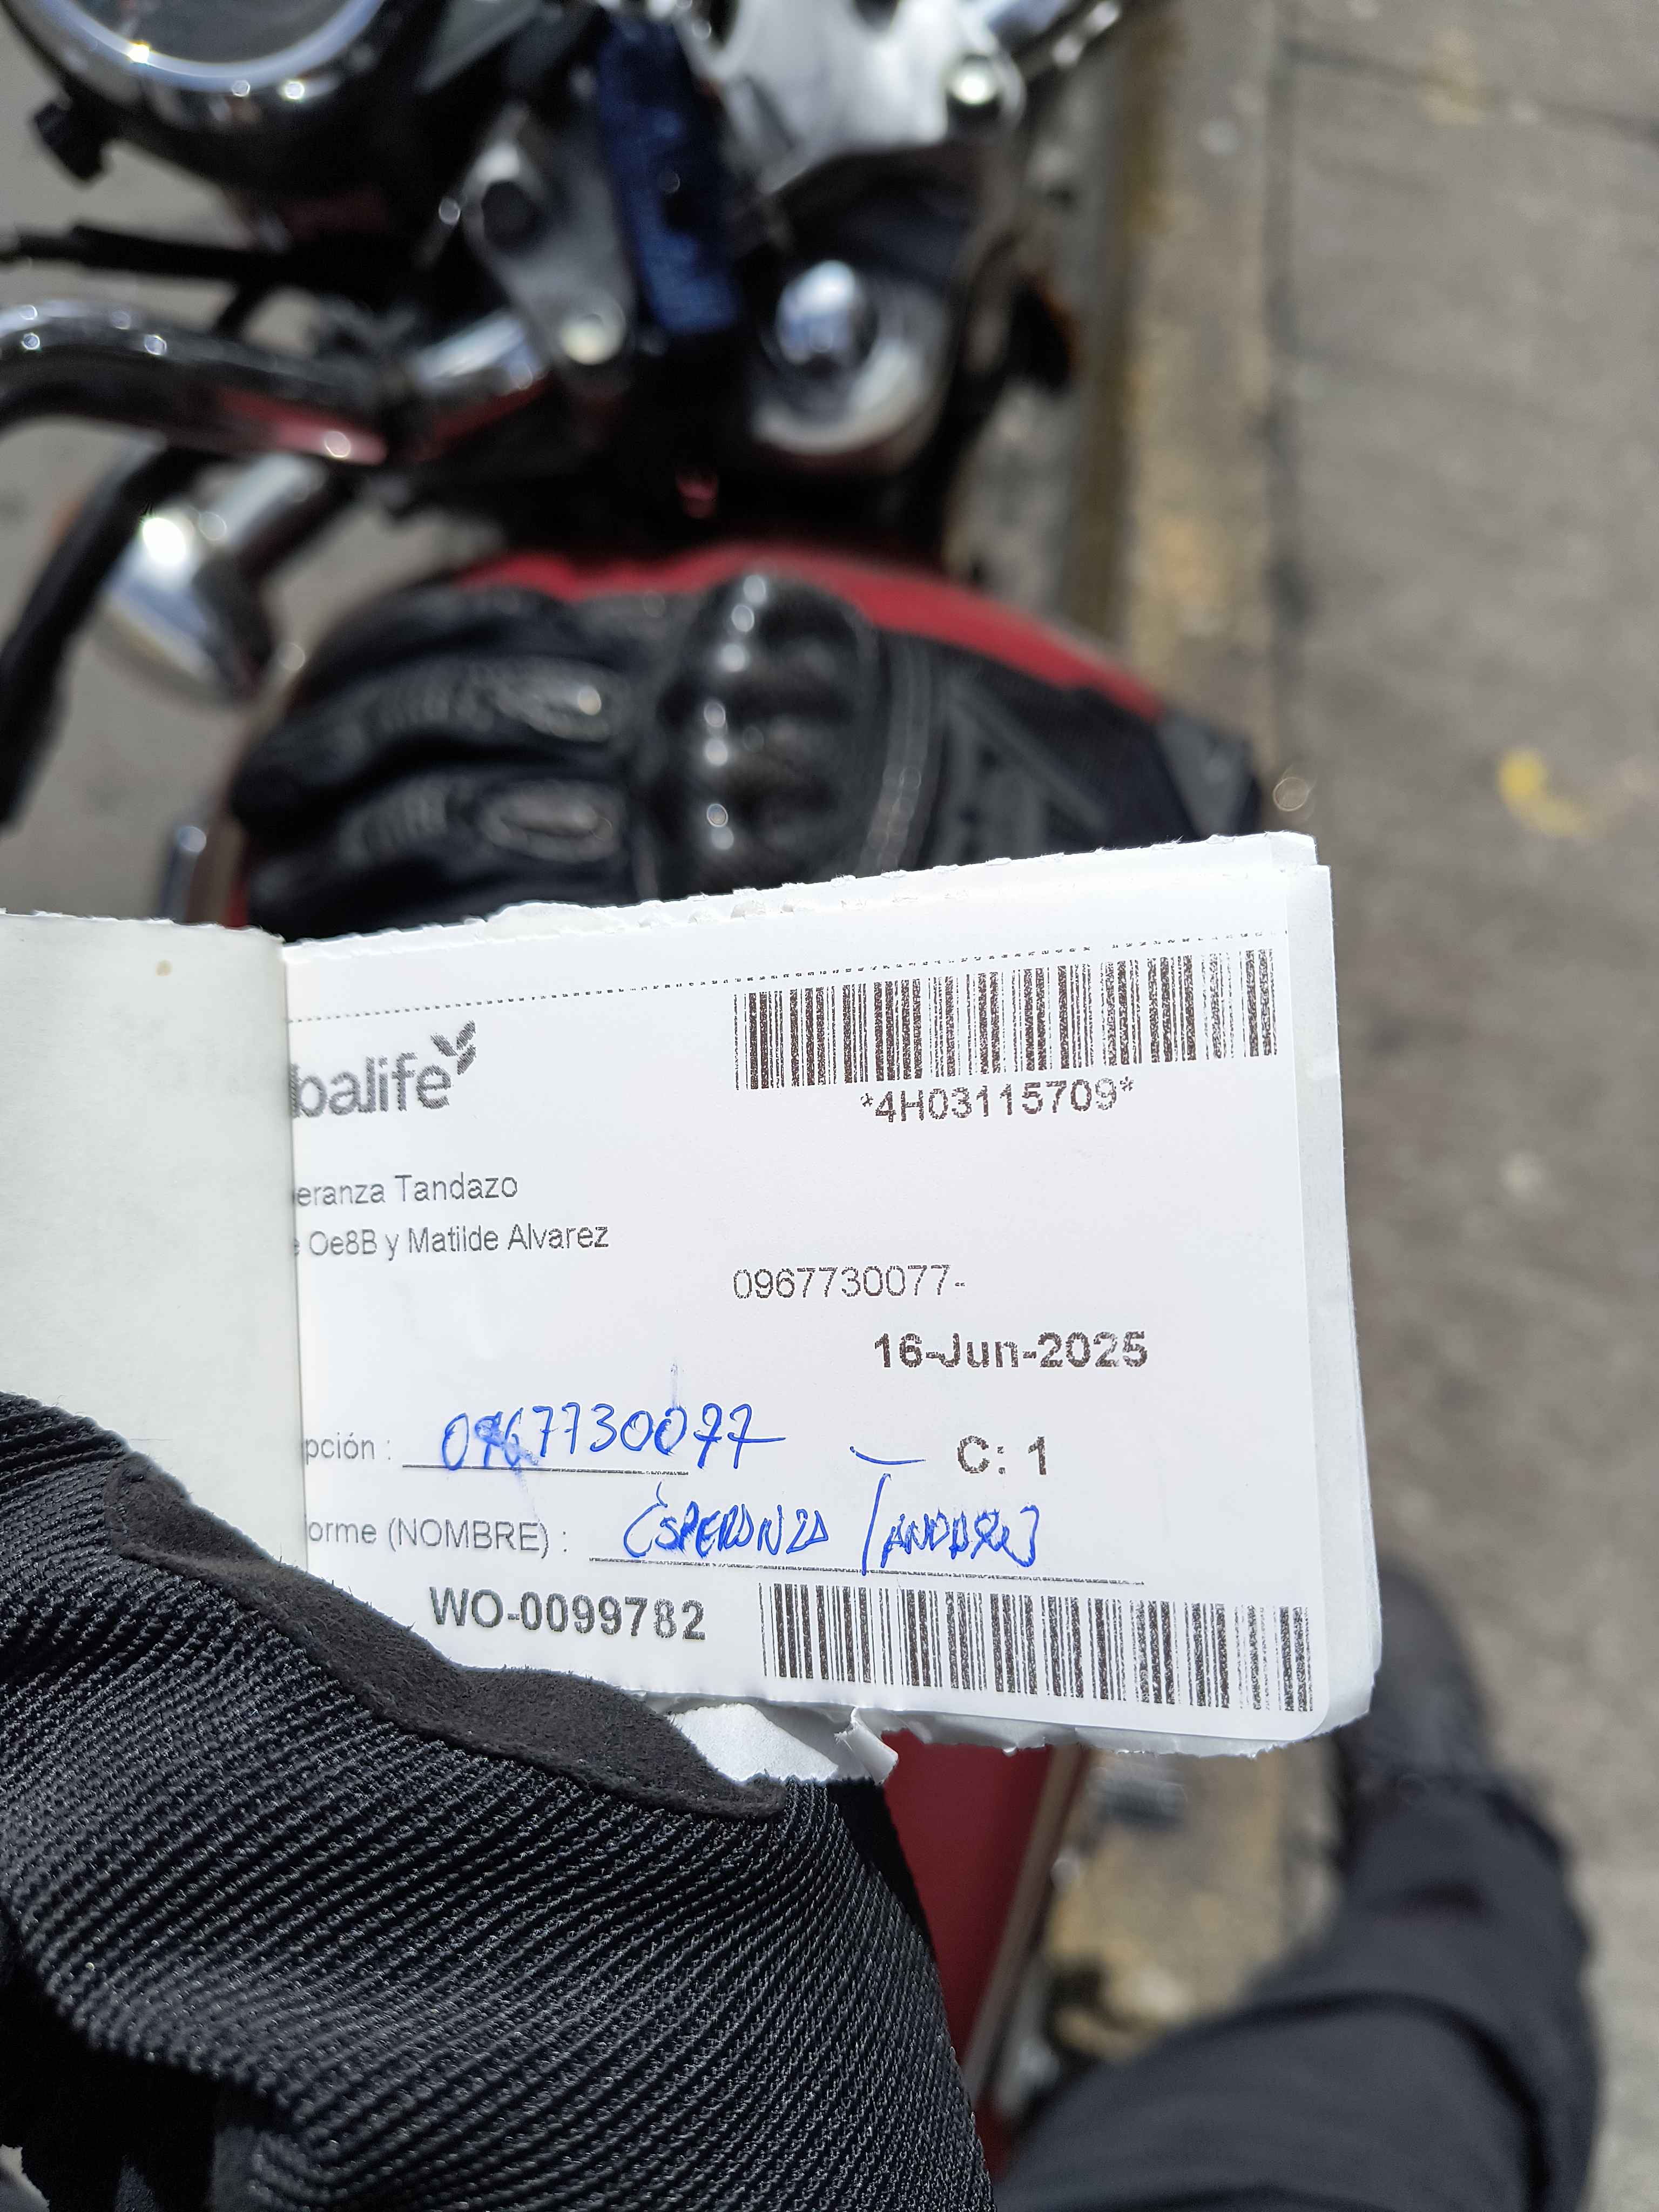 balife
*4H03115709*
eranza Tandazo
e Oe8B y Matilde Alvarez
0967730077-
16-Jun-2025
pción : 0967730077
C: 1
orme (NOMBRE) : ESPERANZA TANDAZO
WO-0099782